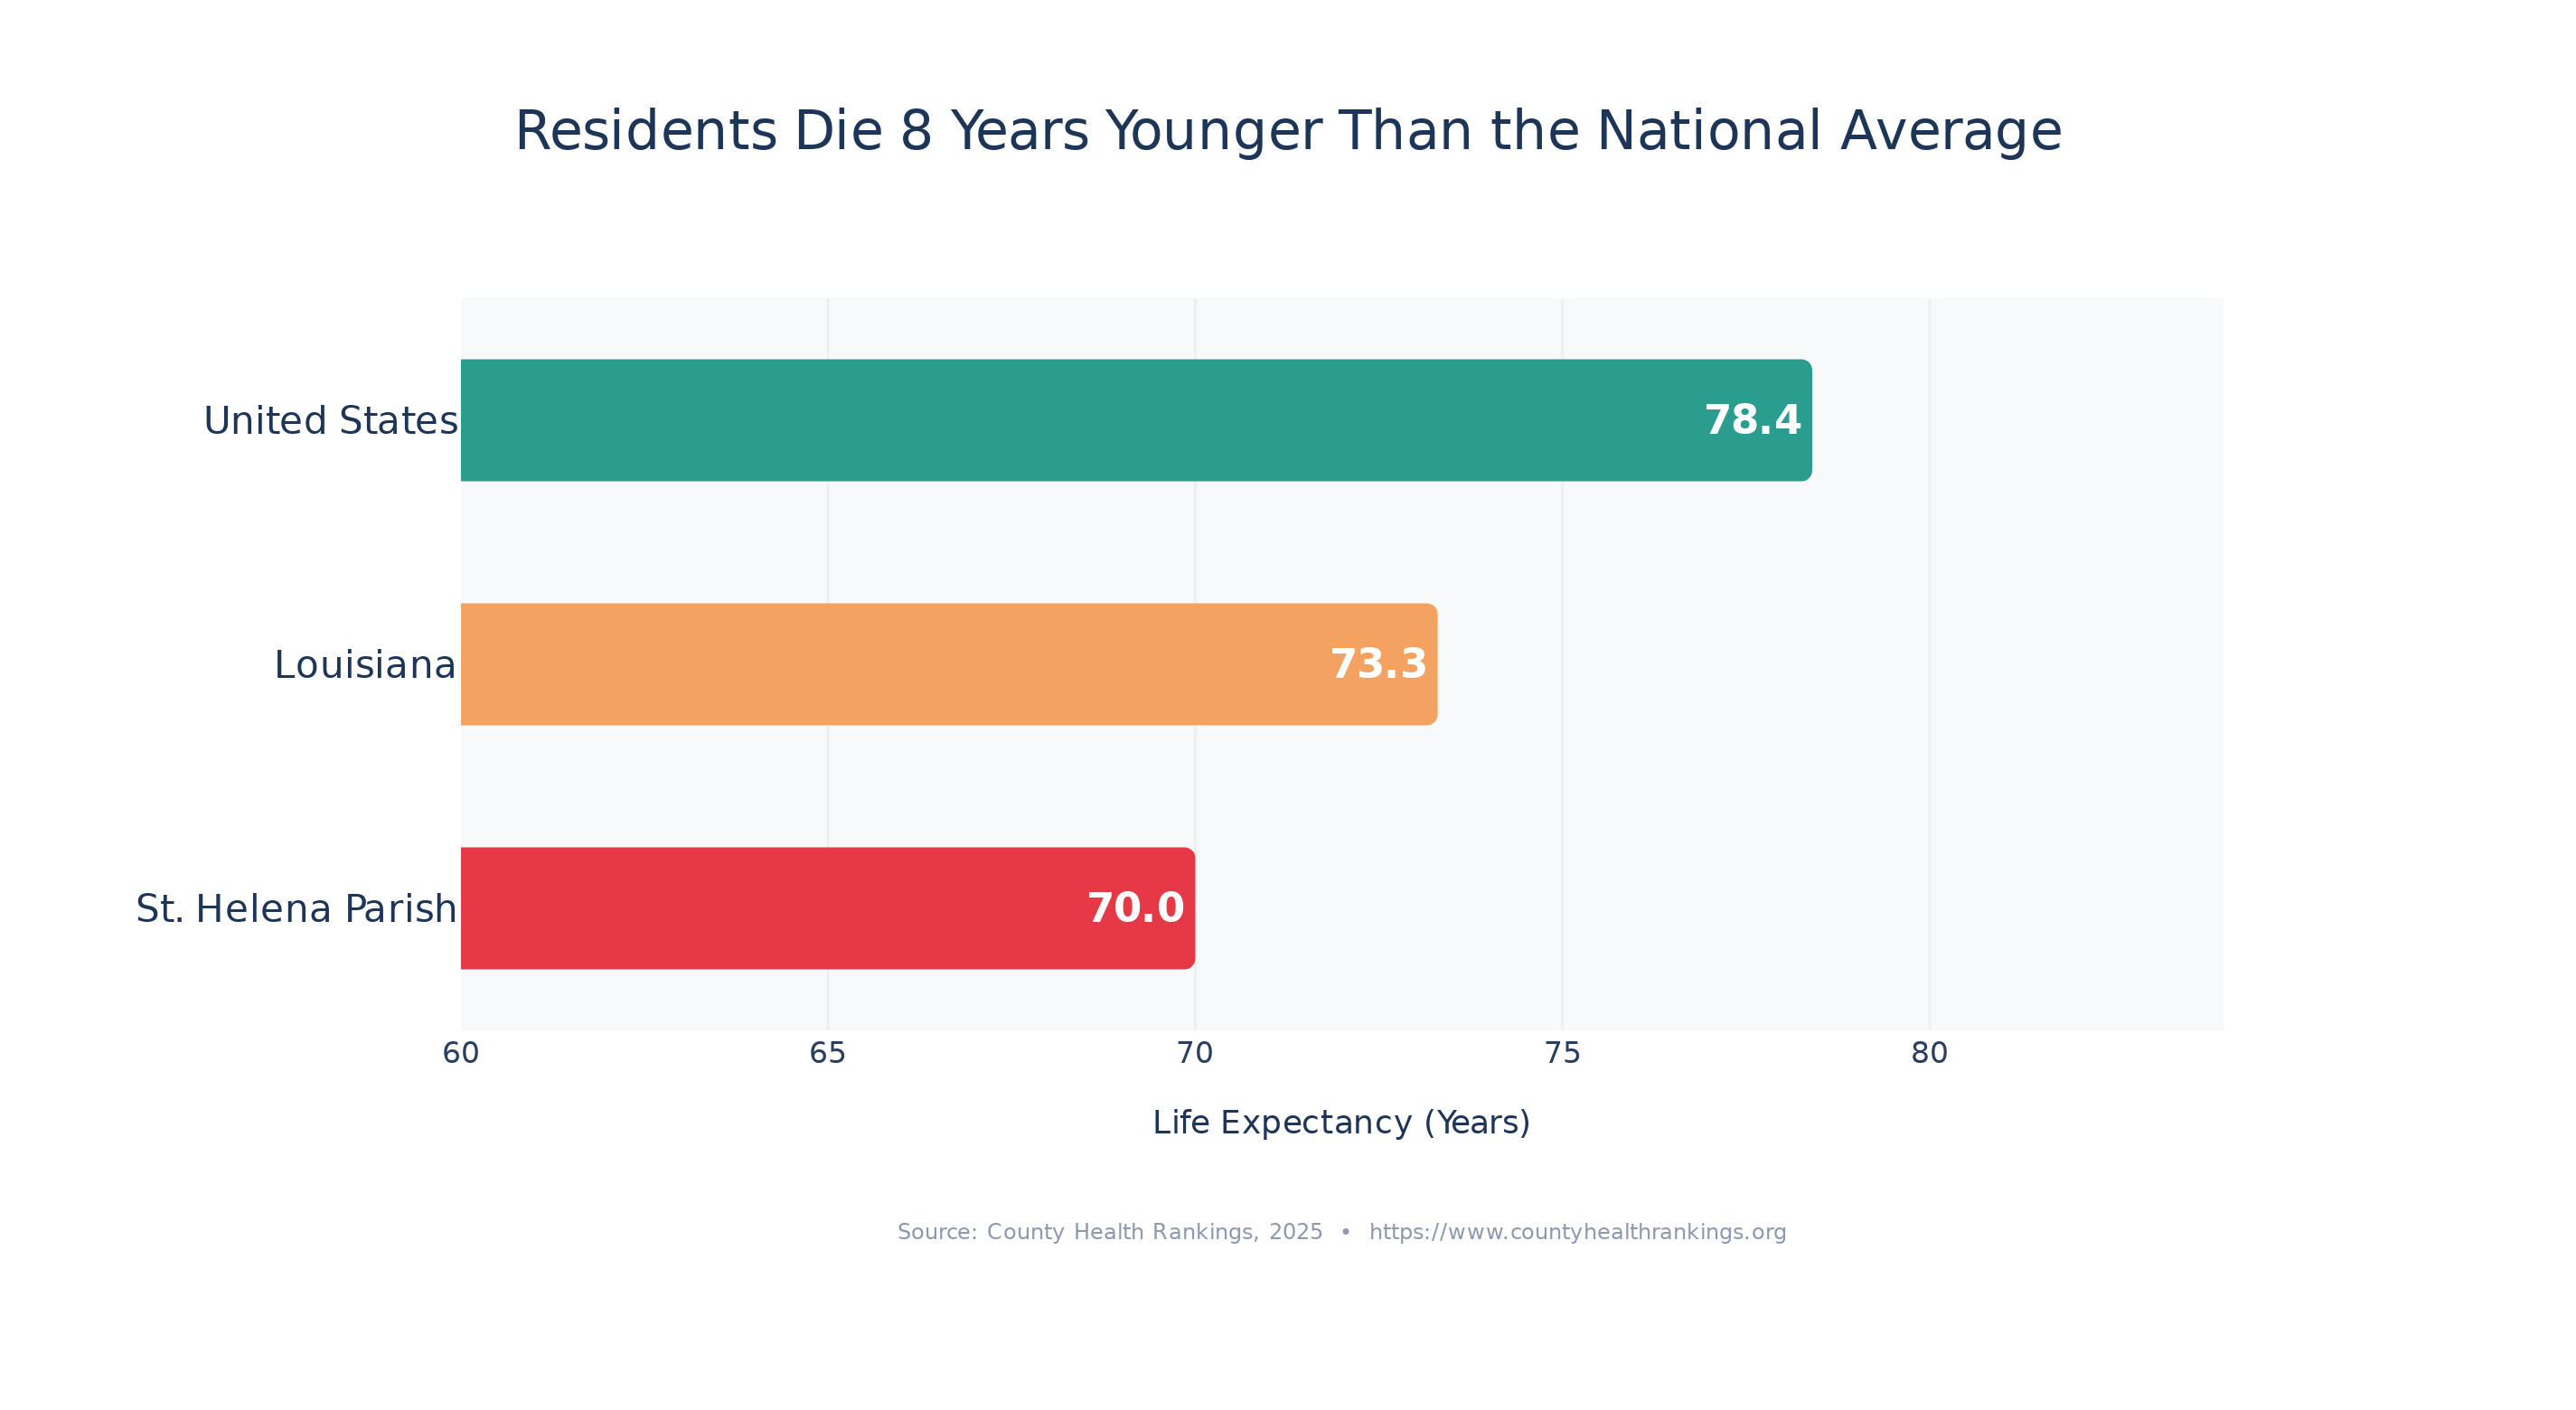 Residents Die 8 Years Younger Than the National Average
United States
78.4
Louisiana
73.3
St. Helena Parish
70.0
60 65 70 75 80
Life Expectancy (Years)
Source: County Health Rankings, 2025 • https://www.countyhealthrankings.org